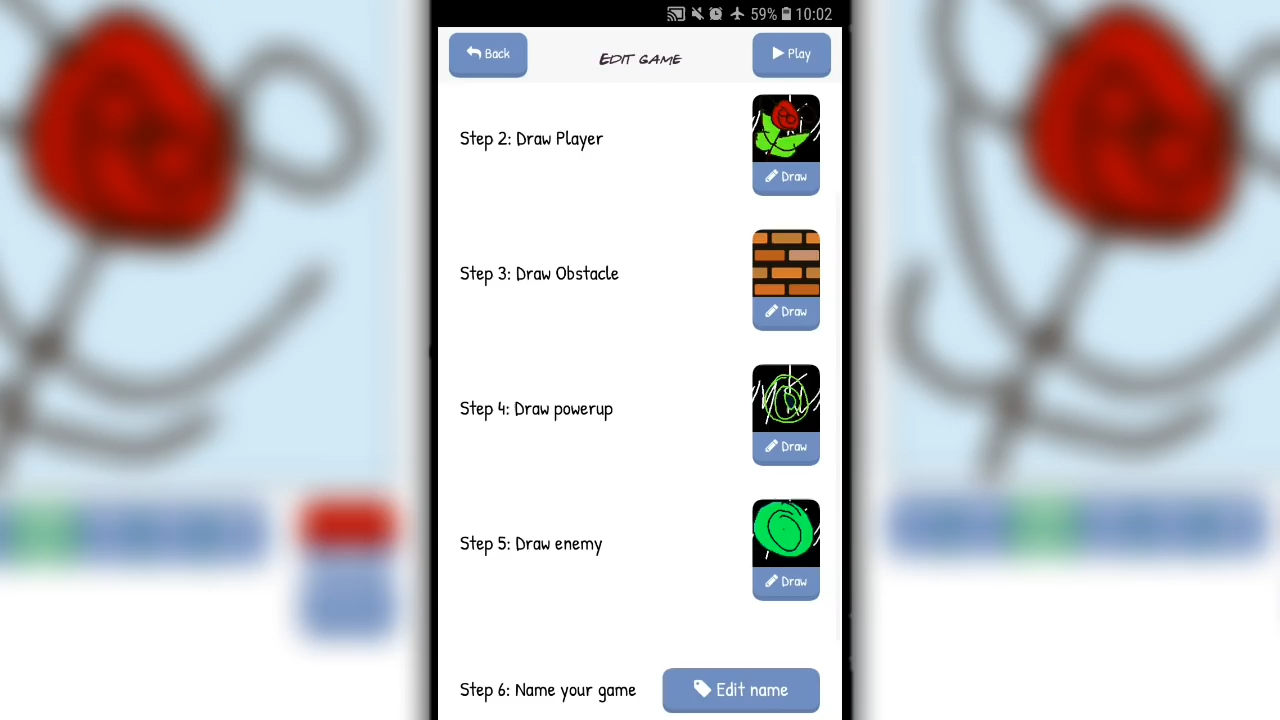 59% 10:02
Back
EDIT GAME
Play
Step 2: Draw Player
Draw
Step 3: Draw Obstacle
Draw
Step 4: Draw powerup
Draw
Step 5: Draw enemy
Draw
Step 6: Name your game
Edit name